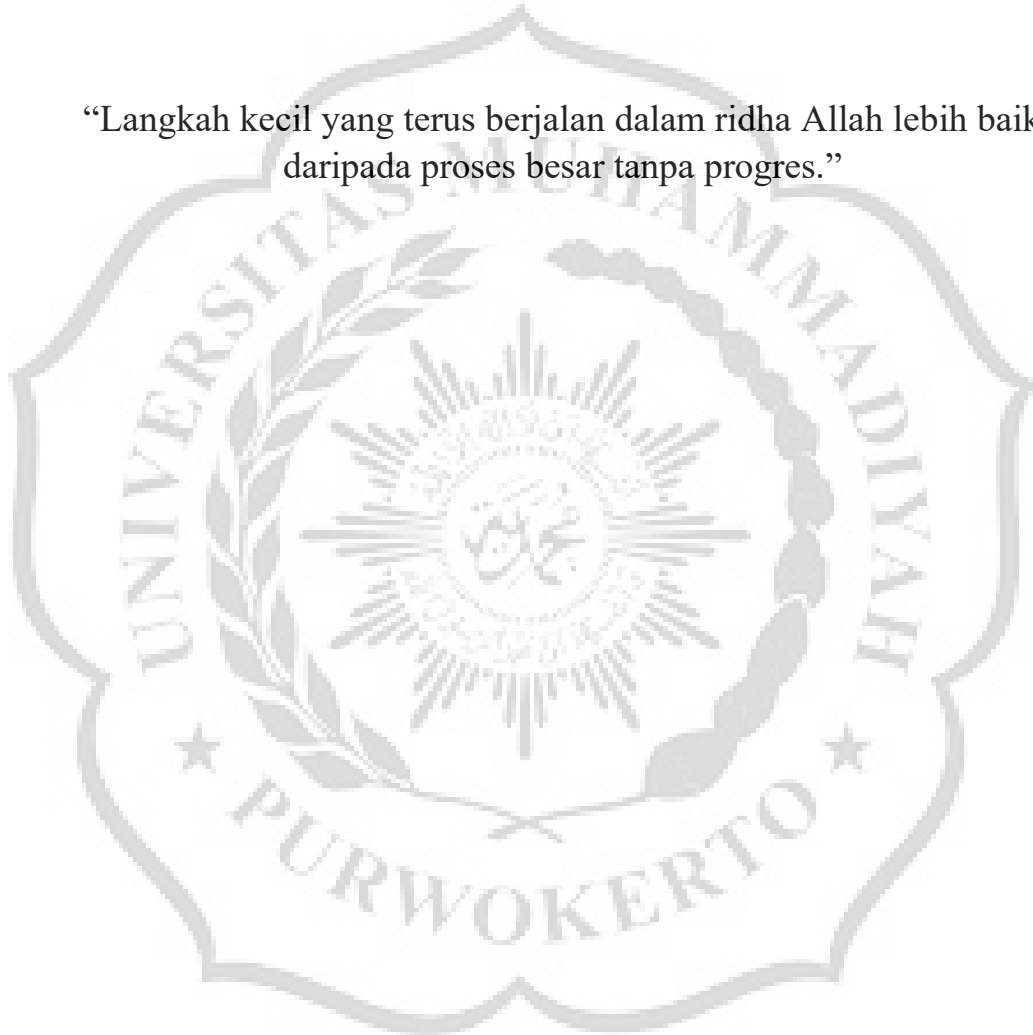 “Langkah kecil yang terus berjalan dalam ridha Allah lebih baik
daripada proses besar tanpa progres.”
UNIVERSITAS MUHAMMADIYAH
PURWOKERTO